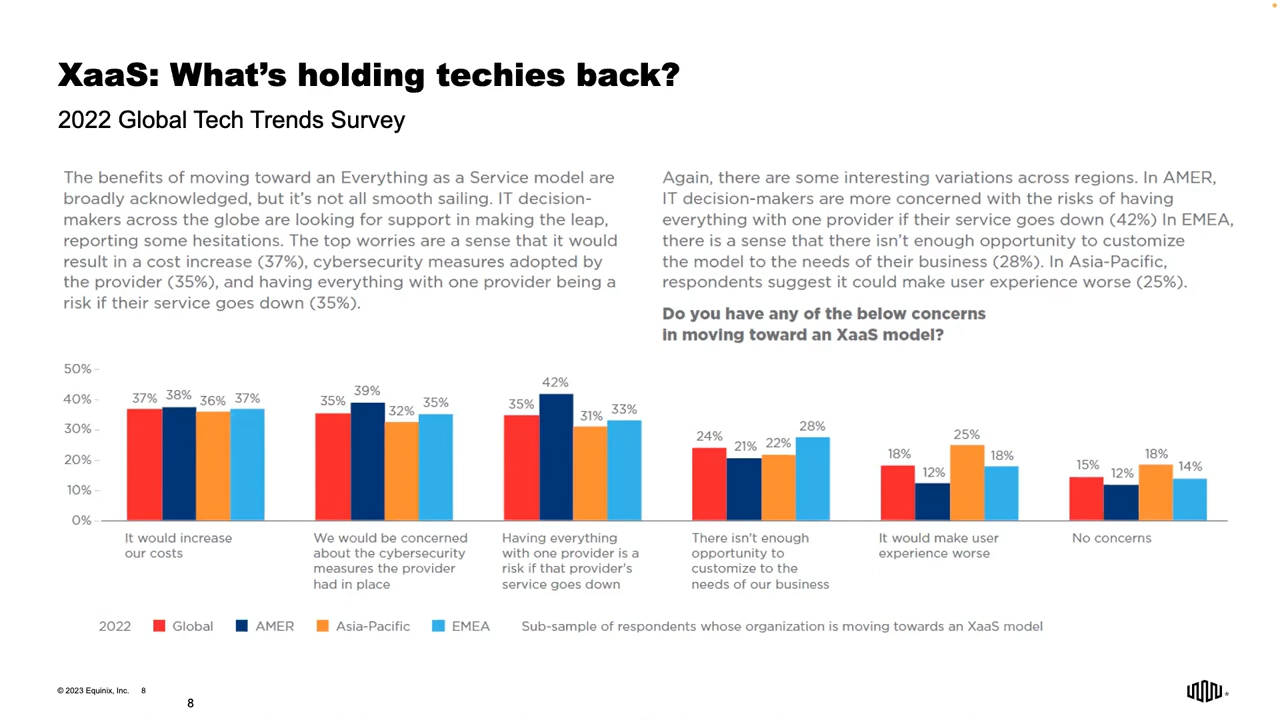 XaaS: What's holding techies back?
2022 Global Tech Trends Survey
The benefits of moving toward an Everything as a Service model are
broadly acknowledged, but it's not all smooth sailing. IT decision-
makers across the globe are looking for support in making the leap,
reporting some hesitations. The top worries are a sense that it would
result in a cost increase (37%), cybersecurity measures adopted by
the provider (35%), and having everything with one provider being a
risk if their service goes down (35%).
Again, there are some interesting variations across regions. In AMER,
IT decision-makers are more concerned with the risks of having
everything with one provider if their service goes down (42%) In EMEA,
there is a sense that there isn't enough opportunity to customize
the model to the needs of their business (28%). In Asia-Pacific,
respondents suggest it could make user experience worse (25%).
Do you have any of the below concerns
in moving toward an XaaS model?
50%
40%
30%
20%
10%
0%
37% 38% 36% 37%
35% 39% 32% 35%
35% 42% 31% 33%
24% 21% 22% 28%
18% 12% 25% 18%
15% 12% 18% 14%
It would increase
our costs
We would be concerned
about the cybersecurity
measures the provider
had in place
Having everything
with one provider is a
risk if that provider's
service goes down
There isn't enough
opportunity to
customize to the
needs of our business
It would make user
experience worse
No concerns
2022 Global AMER Asia-Pacific EMEA Sub-sample of respondents whose organization is moving towards an XaaS model
© 2023 Equinix, Inc. 8
8